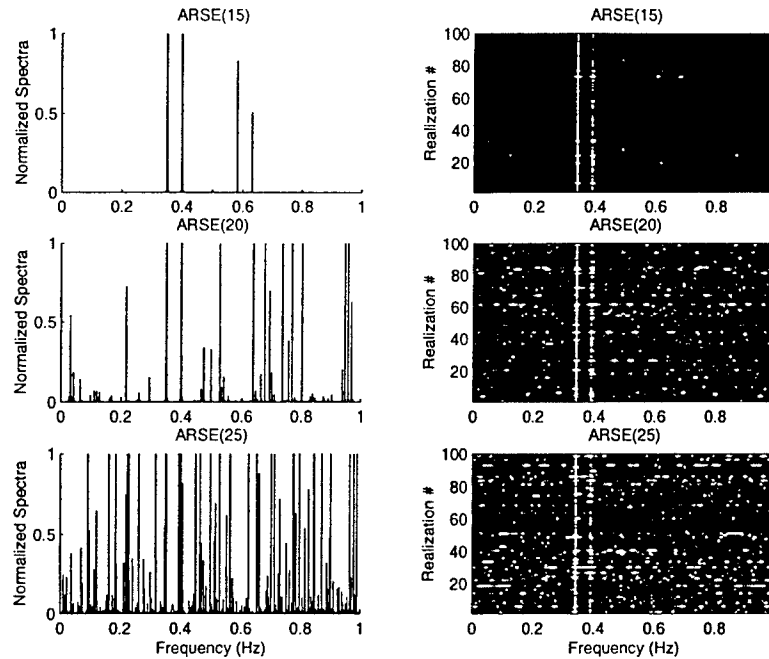 ARSE(15)
Normalized Spectra
1
0.5
0
0 0.2 0.4 0.6 0.8 1
ARSE(15)
Realization #
100
80
60
40
20
0 0.2 0.4 0.6 0.8
ARSE(20)
Normalized Spectra
1
0.5
0
0 0.2 0.4 0.6 0.8 1
ARSE(20)
Realization #
100
80
60
40
20
0 0.2 0.4 0.6 0.8
ARSE(25)
Normalized Spectra
1
0.5
0
0 0.2 0.4 0.6 0.8 1
Frequency (Hz)
ARSE(25)
Realization #
100
80
60
40
20
0 0.2 0.4 0.6 0.8
Frequency (Hz)